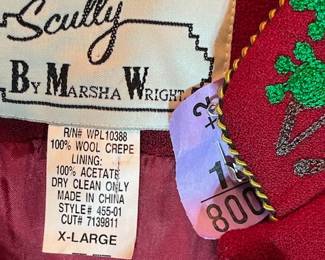 Scully
BY MARSHA WRIGHT
R/N# WPL10388
100% WOOL CREPE
LINING:
100% ACETATE
DRY CLEAN ONLY
MADE IN CHINA
STYLE# 455-01
CUT# 7139811
X-LARGE
800